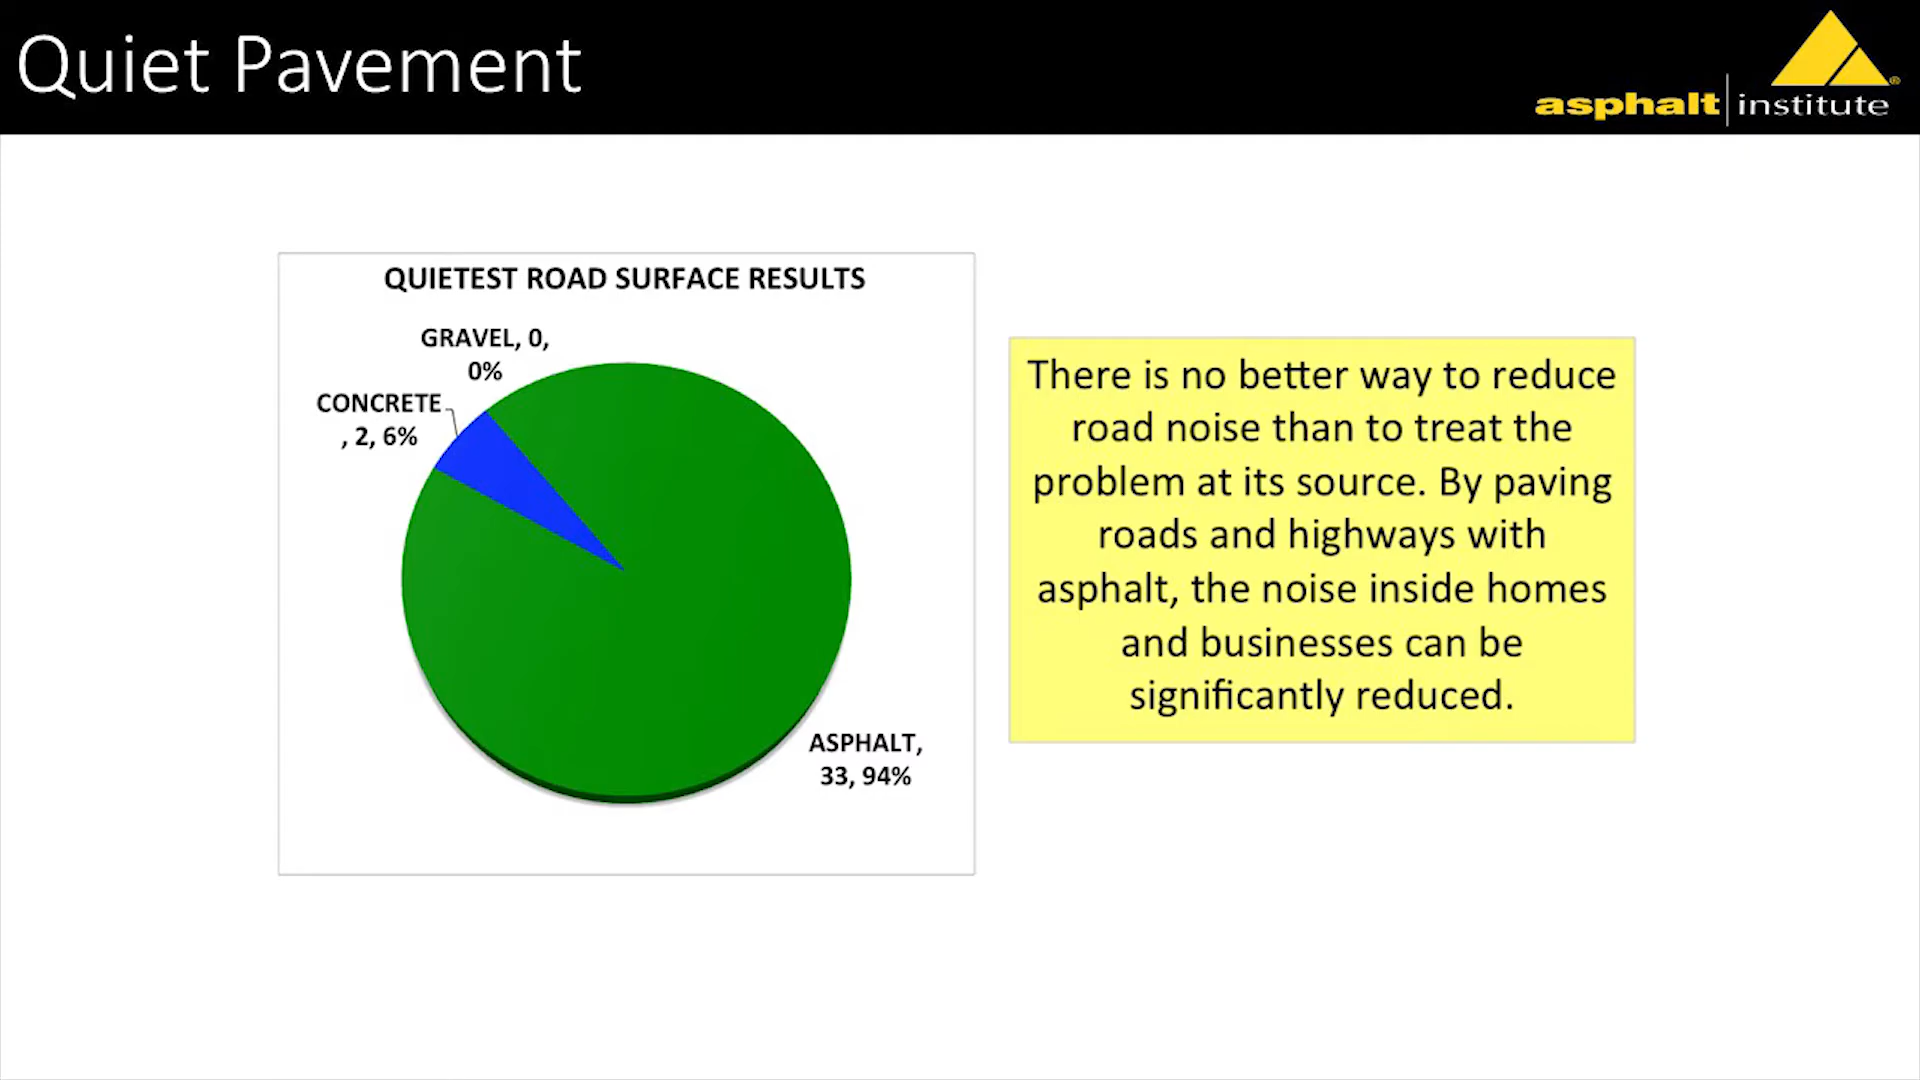 Quiet Pavement
asphalt institute®
QUIETEST ROAD SURFACE RESULTS
GRAVEL, 0,
0%
CONCRETE
, 2, 6%
ASPHALT,
33, 94%
There is no better way to reduce
road noise than to treat the
problem at its source. By paving
roads and highways with
asphalt, the noise inside homes
and businesses can be
significantly reduced.